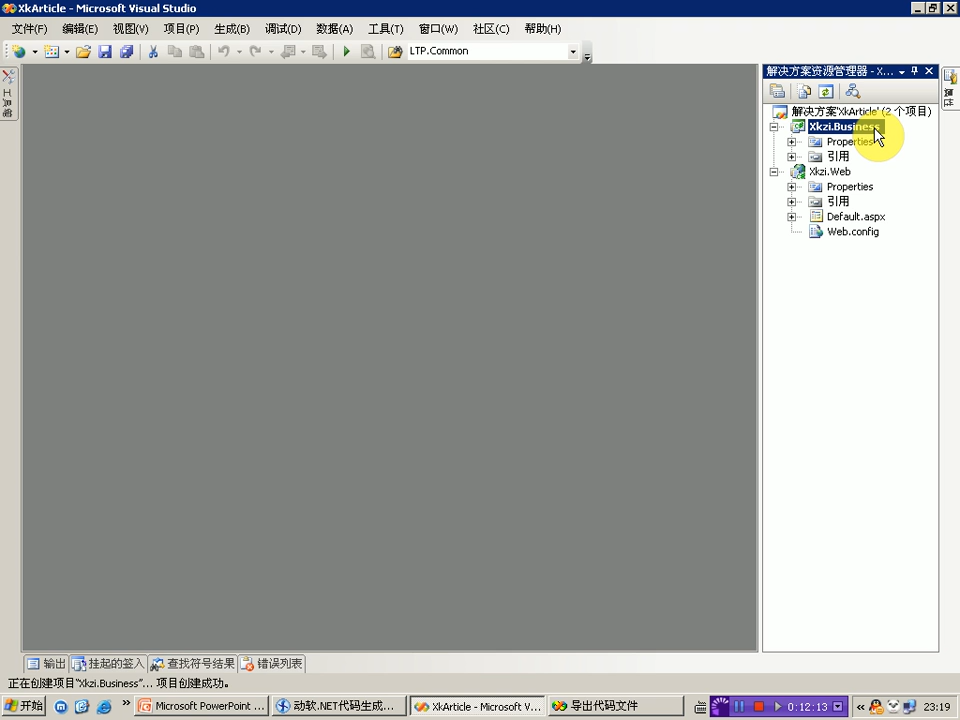 XkArticle - Microsoft Visual Studio
文件(F) 编辑(E) 视图(V) 项目(P) 生成(B) 调试(D) 数据(A) 工具(T) 窗口(W) 社区(C) 帮助(H)
LTP.Common
工具箱
解决方案资源管理器 - X...
属性
解决方案'XkArticle' (2 个项目)
Xkzi.Business
Properties
引用
Xkzi.Web
Properties
引用
Default.aspx
Web.config
输出 挂起的签入 查找符号结果 错误列表
正在创建项目"Xkzi.Business"... 项目创建成功。
开始 Microsoft PowerPoint ... 动软.NET代码生成... XkArticle - Microsoft V... 导出代码文件 0:12:13 23:19